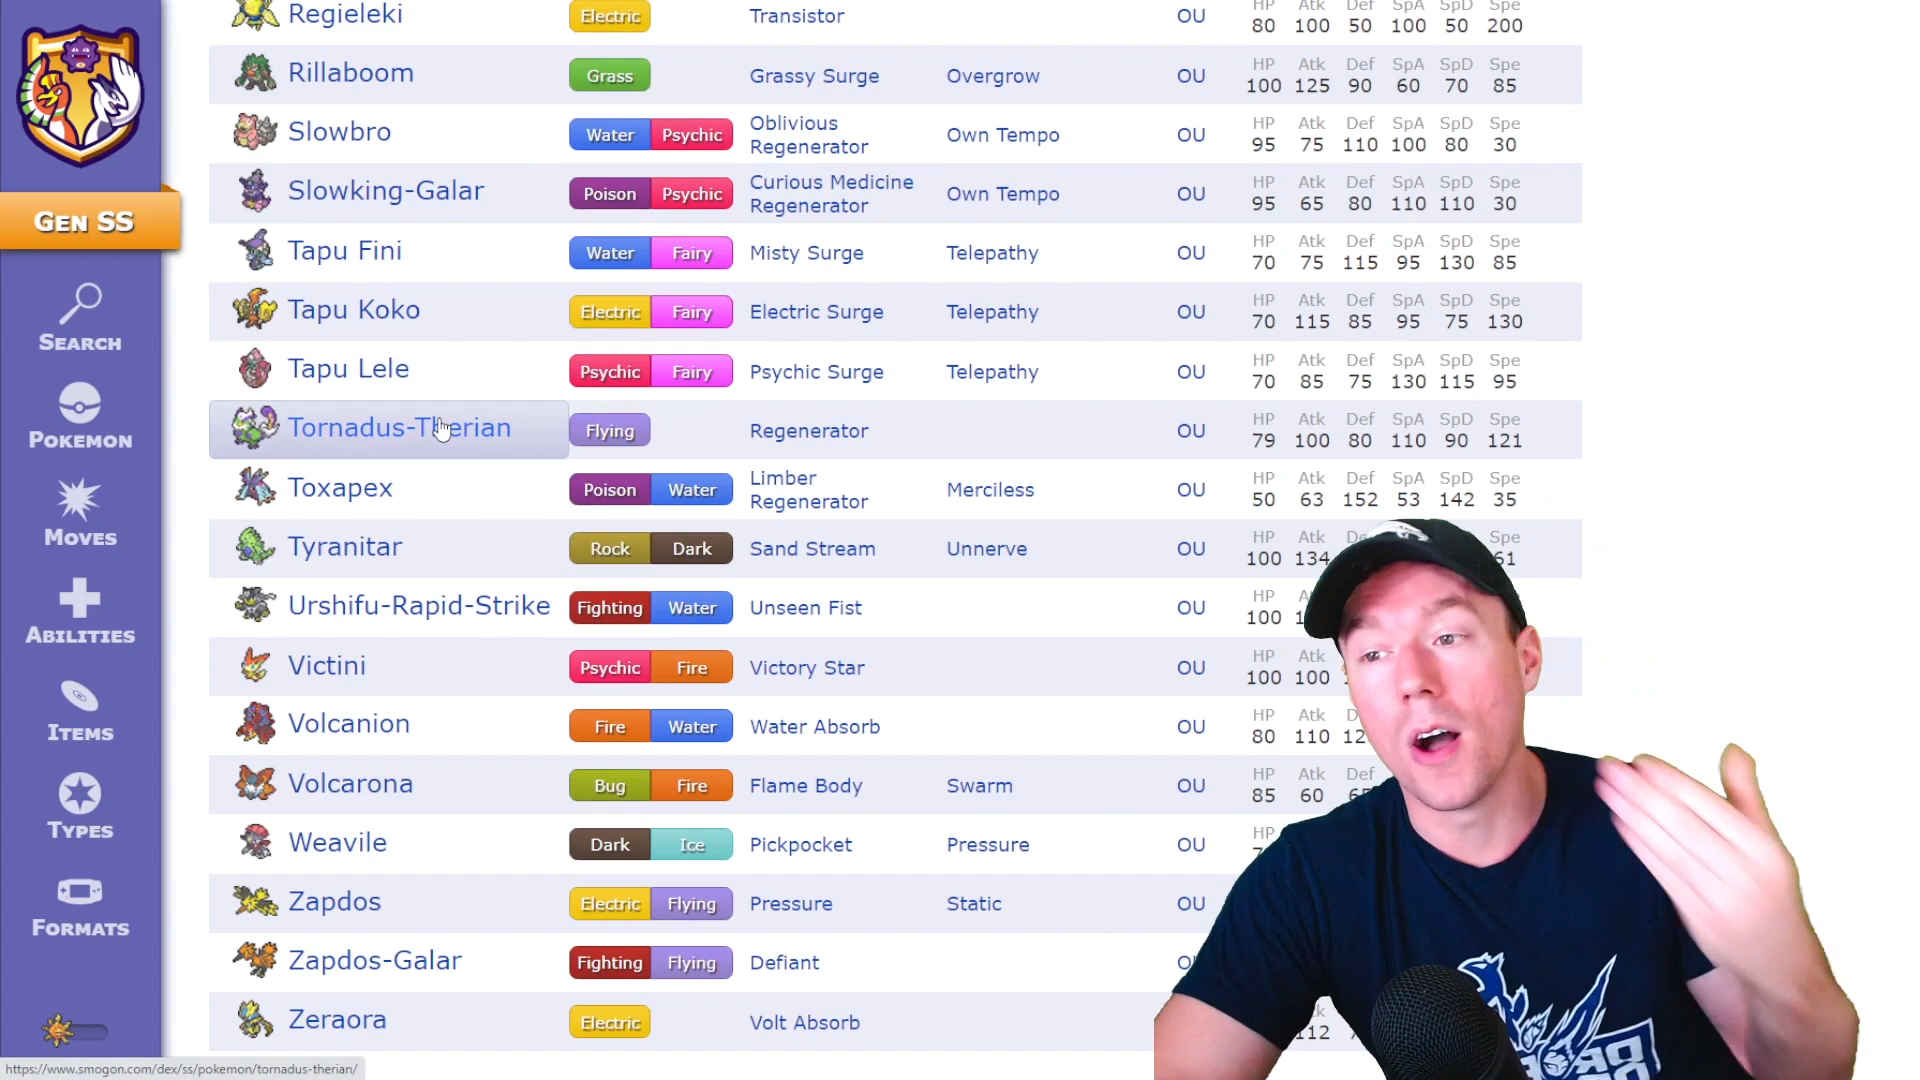 Regieleki Electric Transistor OU HP 80 Atk 100 Def 50 SpA 100 SpD 50 Spe 200
Rillaboom Grass Grassy Surge Overgrow OU HP 100 Atk 125 Def 90 SpA 60 SpD 70 Spe 85
Slowbro Water Psychic Oblivious Regenerator Own Tempo OU HP 95 Atk 75 Def 110 SpA 100 SpD 80 Spe 30
Slowking-Galar Poison Psychic Curious Medicine Regenerator Own Tempo OU HP 95 Atk 65 Def 80 SpA 110 SpD 110 Spe 30
GEN SS
Tapu Fini Water Fairy Misty Surge Telepathy OU HP 70 Atk 75 Def 115 SpA 95 SpD 130 Spe 85
Tapu Koko Electric Fairy Electric Surge Telepathy OU HP 70 Atk 115 Def 85 SpA 95 SpD 75 Spe 130
SEARCH
Tapu Lele Psychic Fairy Psychic Surge Telepathy OU HP 70 Atk 85 Def 75 SpA 130 SpD 115 Spe 95
Tornadus-Therian Flying Regenerator OU HP 79 Atk 100 Def 80 SpA 110 SpD 90 Spe 121
POKEMON
Toxapex Poison Water Limber Regenerator Merciless OU HP 50 Atk 63 Def 152 SpA 53 SpD 142 Spe 35
MOVES
Tyranitar Rock Dark Sand Stream Unnerve OU HP 100 Atk 134 61
Urshifu-Rapid-Strike Fighting Water Unseen Fist OU HP 100
ABILITIES
Victini Psychic Fire Victory Star OU HP 100 Atk 100
Volcanion Fire Water Water Absorb OU HP 80 Atk 110 12
ITEMS
Volcarona Bug Fire Flame Body Swarm OU HP 85 Atk 60 Def
TYPES
Weavile Dark Ice Pickpocket Pressure OU HP
Zapdos Electric Flying Pressure Static OU
FORMATS
Zapdos-Galar Fighting Flying Defiant
Zeraora Electric Volt Absorb 112
https://www.smogon.com/dex/ss/pokemon/tornadus-therian/